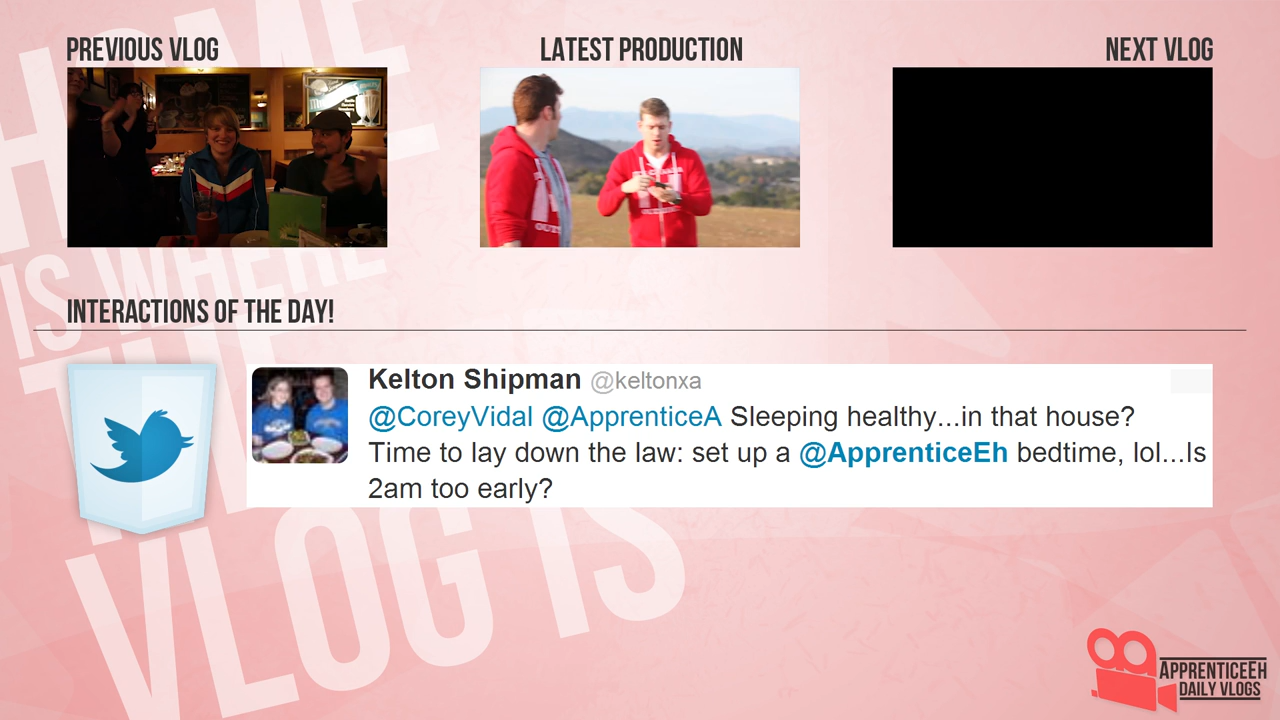 PREVIOUS VLOG
LATEST PRODUCTION
NEXT VLOG
HOME
IS WHERE
THE
VLOG IS
INTERACTIONS OF THE DAY!
Kelton Shipman @keltonxa
@CoreyVidal @ApprenticeA Sleeping healthy...in that house?
Time to lay down the law: set up a @ApprenticeEh bedtime, lol...Is
2am too early?
APPRENTICEEH
DAILY VLOGS